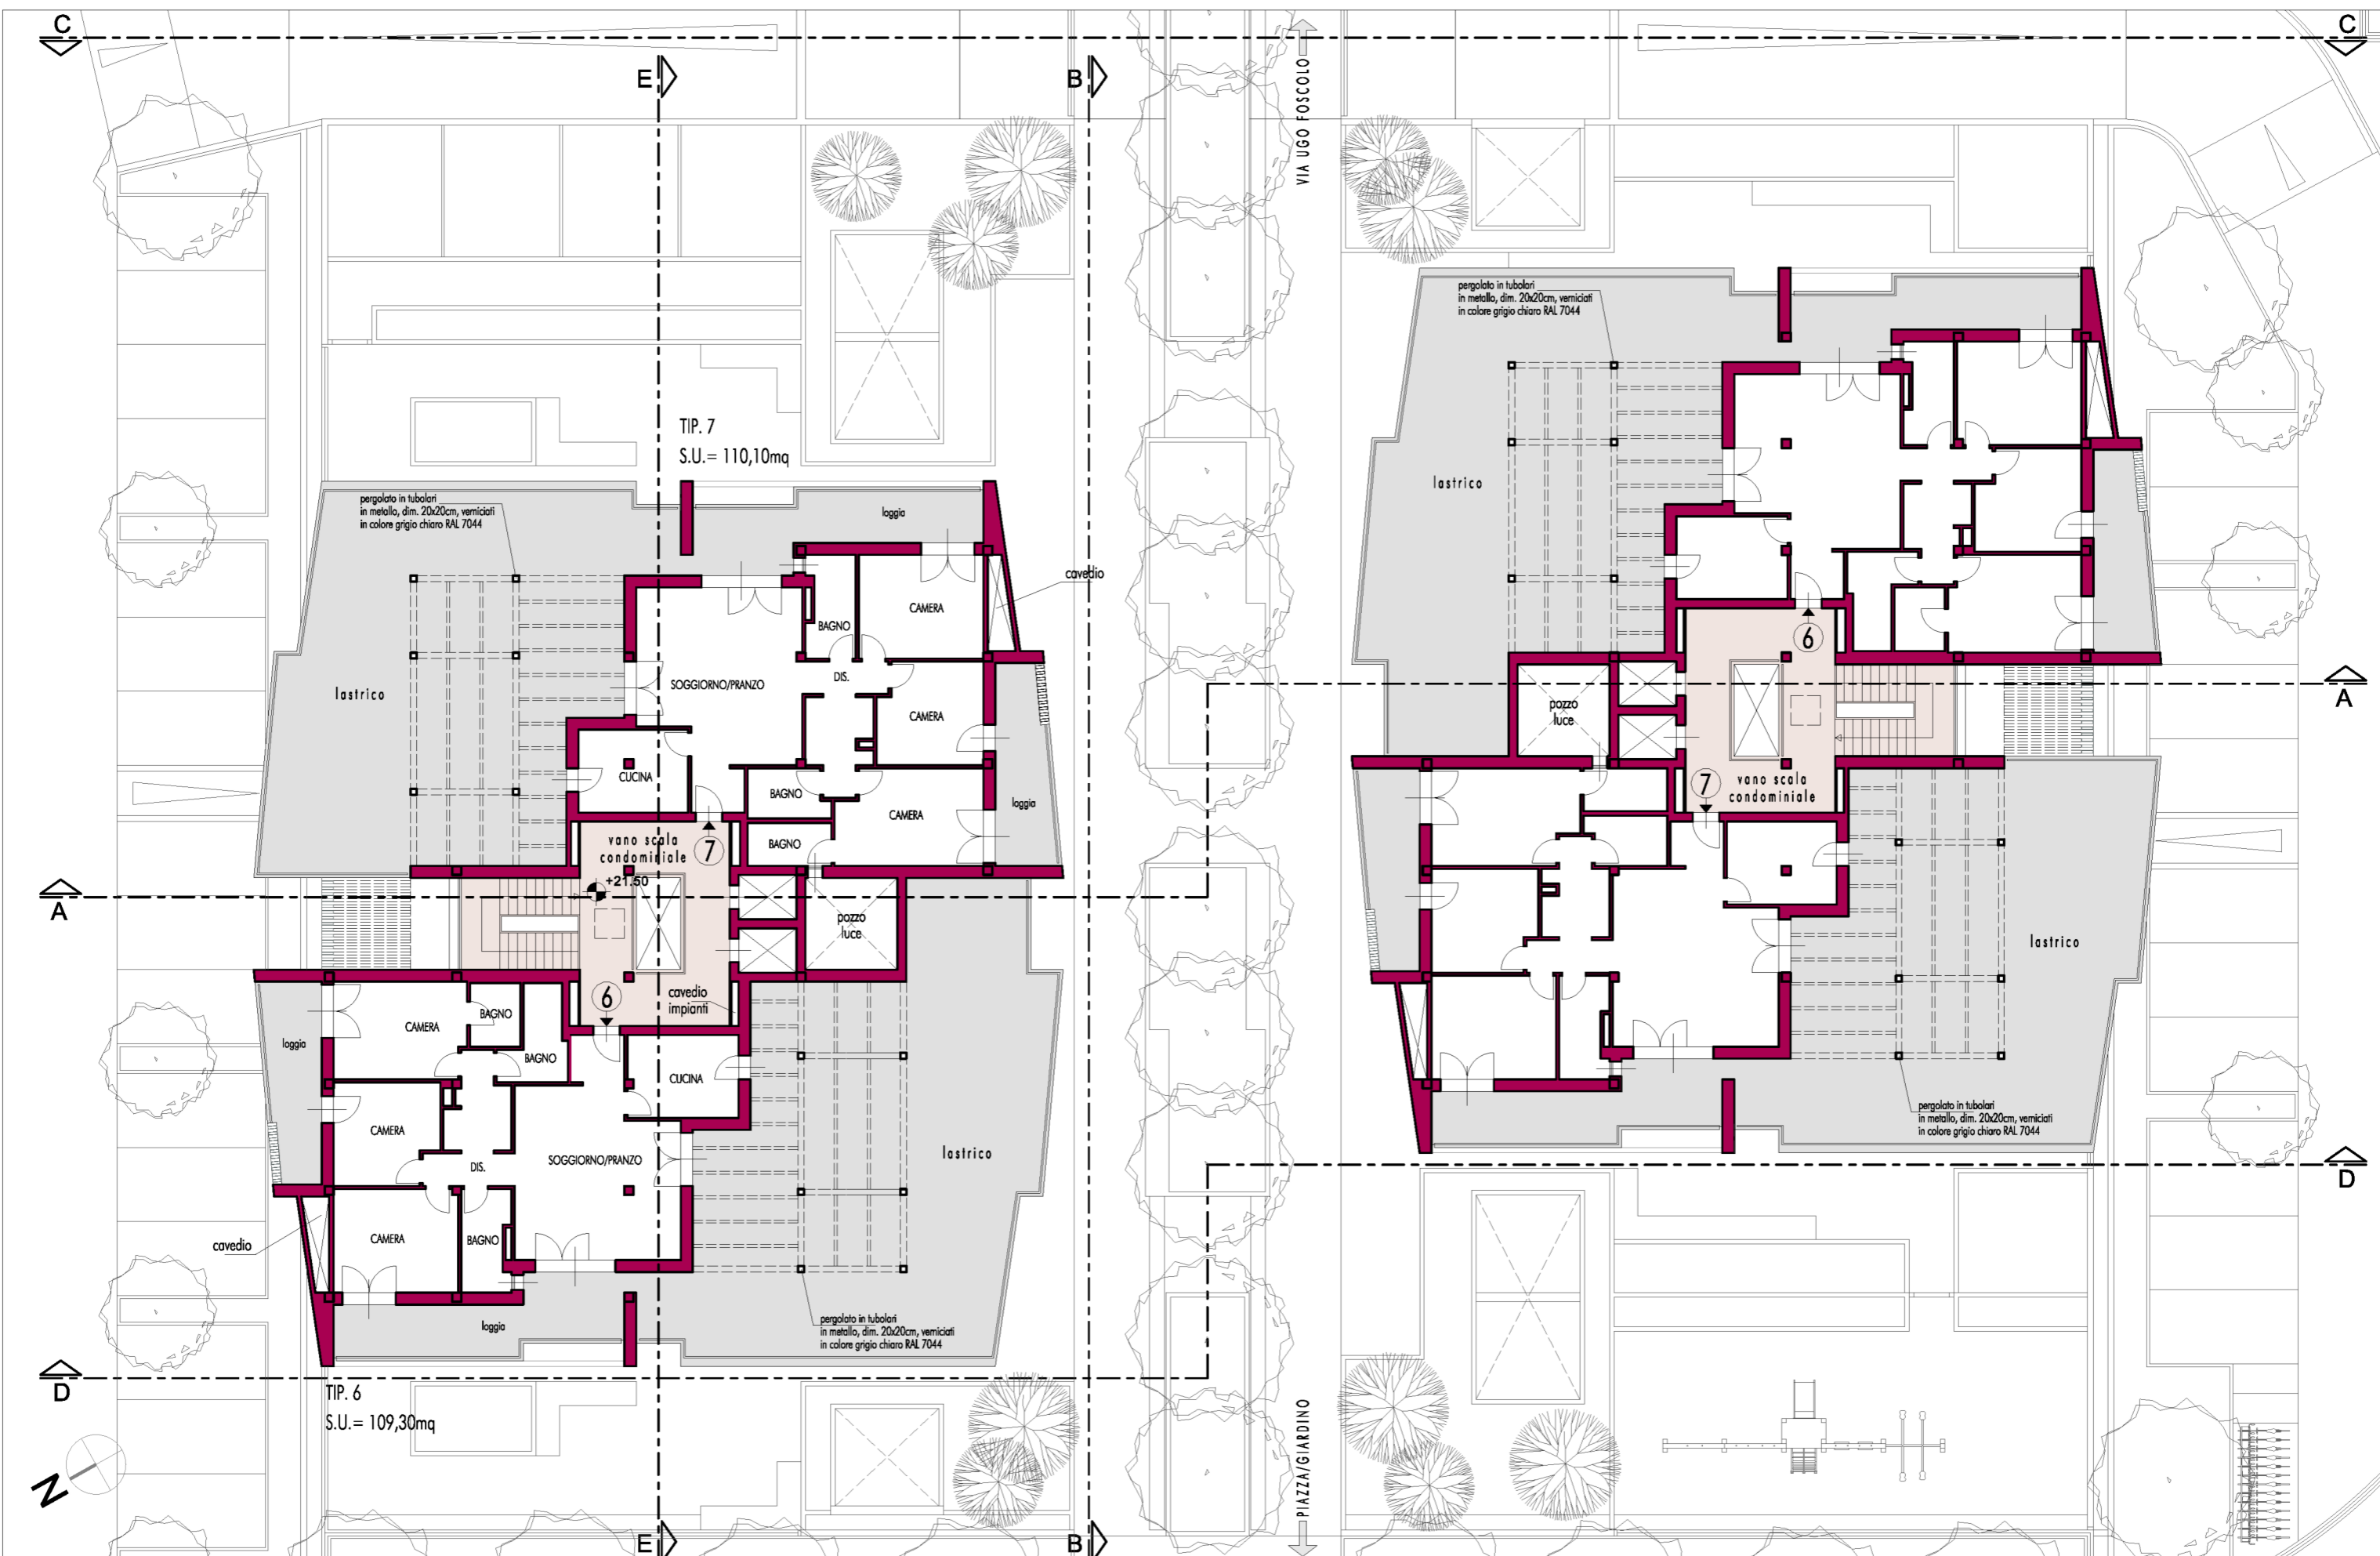 C
C
E
B
VIA UGO FOSCOLO
TIP. 7
S.U.= 110,10mq
pergolato in tubolari
in metallo, dim. 20x20cm, verniciati
in colore grigio chiaro RAL 7044
loggia
cavedio
CAMERA
BAGNO
DIS.
SOGGIORNO/PRANZO
lastrico
CAMERA
CUCINA
BAGNO
loggia
CAMERA
BAGNO
vano scala
condominiale
7
+21.50
A
pozzo
luce
cavedio
impianti
6
BAGNO
CAMERA
loggia
BAGNO
CUCINA
CAMERA
DIS.
SOGGIORNO/PRANZO
lastrico
CAMERA
BAGNO
cavedio
loggia
pergolato in tubolari
in metallo, dim. 20x20cm, verniciati
in colore grigio chiaro RAL 7044
D
TIP. 6
S.U.= 109,30mq
N
E
B
PIAZZA/GIARDINO
pergolato in tubolari
in metallo, dim. 20x20cm, verniciati
in colore grigio chiaro RAL 7044
lastrico
6
A
pozzo
luce
vano scala
condominiale
7
lastrico
pergolato in tubolari
in metallo, dim. 20x20cm, verniciati
in colore grigio chiaro RAL 7044
D